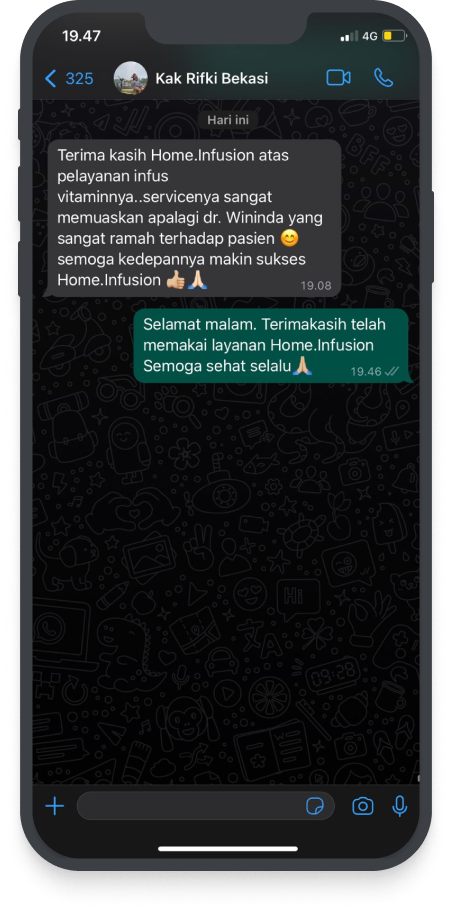 19.47
4G
325
Kak Rifki Bekasi
Hari ini
Terima kasih Home.Infusion atas
pelayanan infus
vitaminnya..servicenya sangat
memuaskan apalagi dr. Wininda yang
sangat ramah terhadap pasien 😊
semoga kedepannya makin sukses
Home.Infusion 👍🏼🙏🏼
19.08
Selamat malam. Terimakasih telah
memakai layanan Home.Infusion
Semoga sehat selalu🙏🏼
19.46